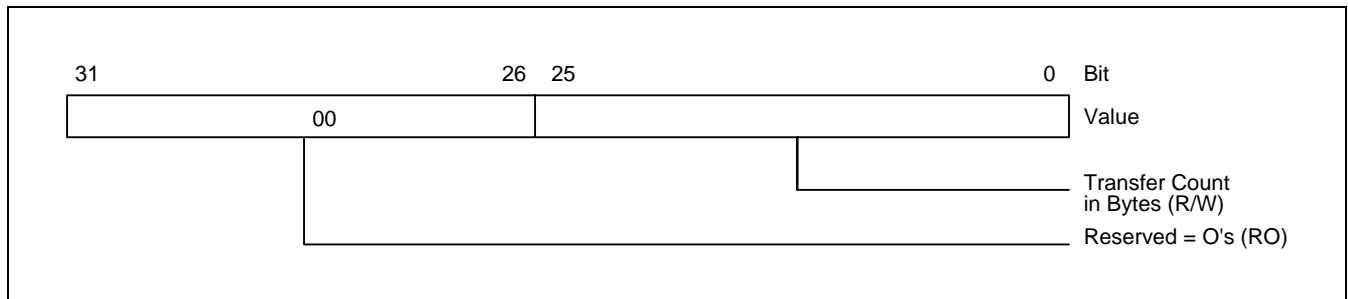 31 26 25 0 Bit
00 Value
Transfer Count
in Bytes (R/W)
Reserved = O's (RO)